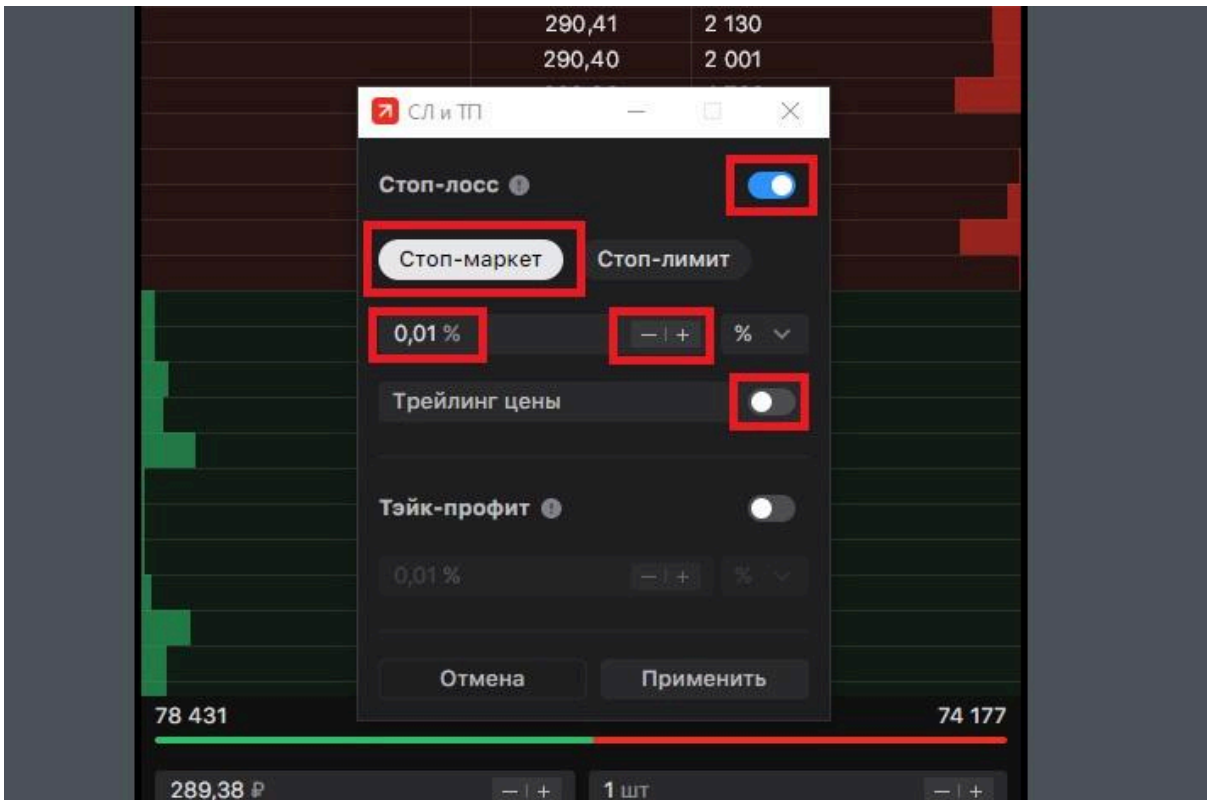 290,41 2 130
290,40 2 001
СЛ и ТП
Стоп-лосс
Стоп-маркет Стоп-лимит
0,01 % — | + %
Трейлинг цены
Тэйк-профит
0,01 % — | + %
Отмена Применить
78 431 74 177
289,38 ₽ — | + 1 шт — | +